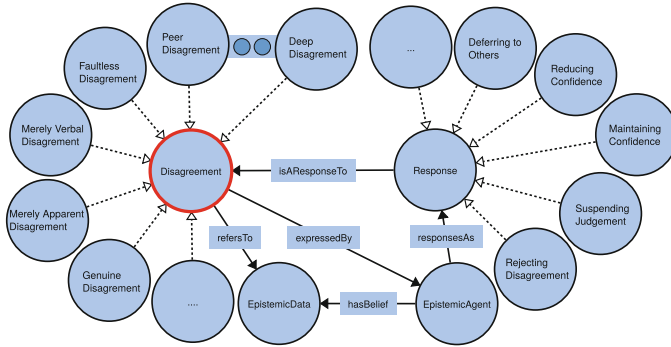 Peer
Disagreement
Deep
Disagreement
...
Deferring to
Others
Faultless
Disagreement
Reducing
Confidence
Merely Verbal
Disagreement
Maintaining
Confidence
Disagreement
isAResponseTo
Response
Merely Apparent
Disagreement
Suspending
Judgement
refersTo
expressedBy
responsesAs
Genuine
Disagreement
Rejecting
Disagreement
....
EpistemicData
hasBelief
EpistemicAgent